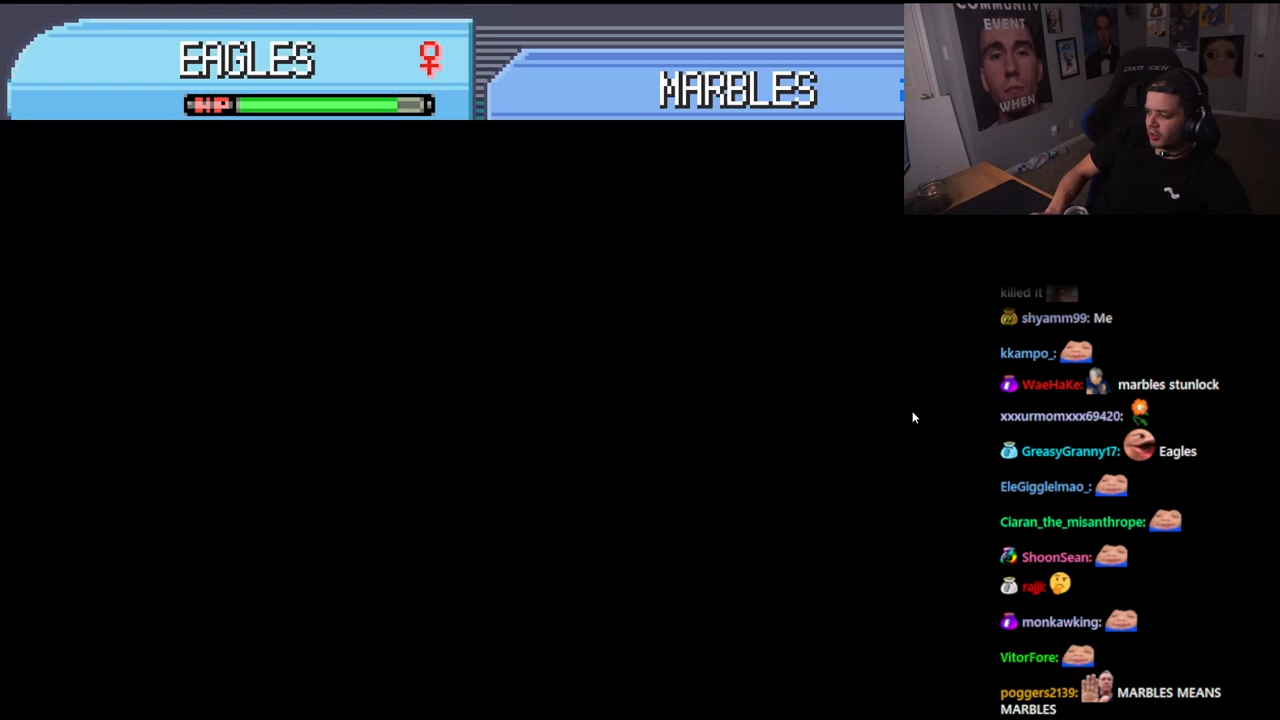 EAGLES ♀
HP
MARBLES
COMMUNITY
EVENT
WHEN
DXR
killed it
shyamm99: Me
kkampo_:
WaeHaKe: marbles stunlock
xxxurmomxxx69420:
GreasyGranny17: Eagles
EleGigglelmao_:
Ciaran_the_misanthrope:
ShoonSean:
monkawking:
VitorFore:
poggers2139: MARBLES MEANS
MARBLES